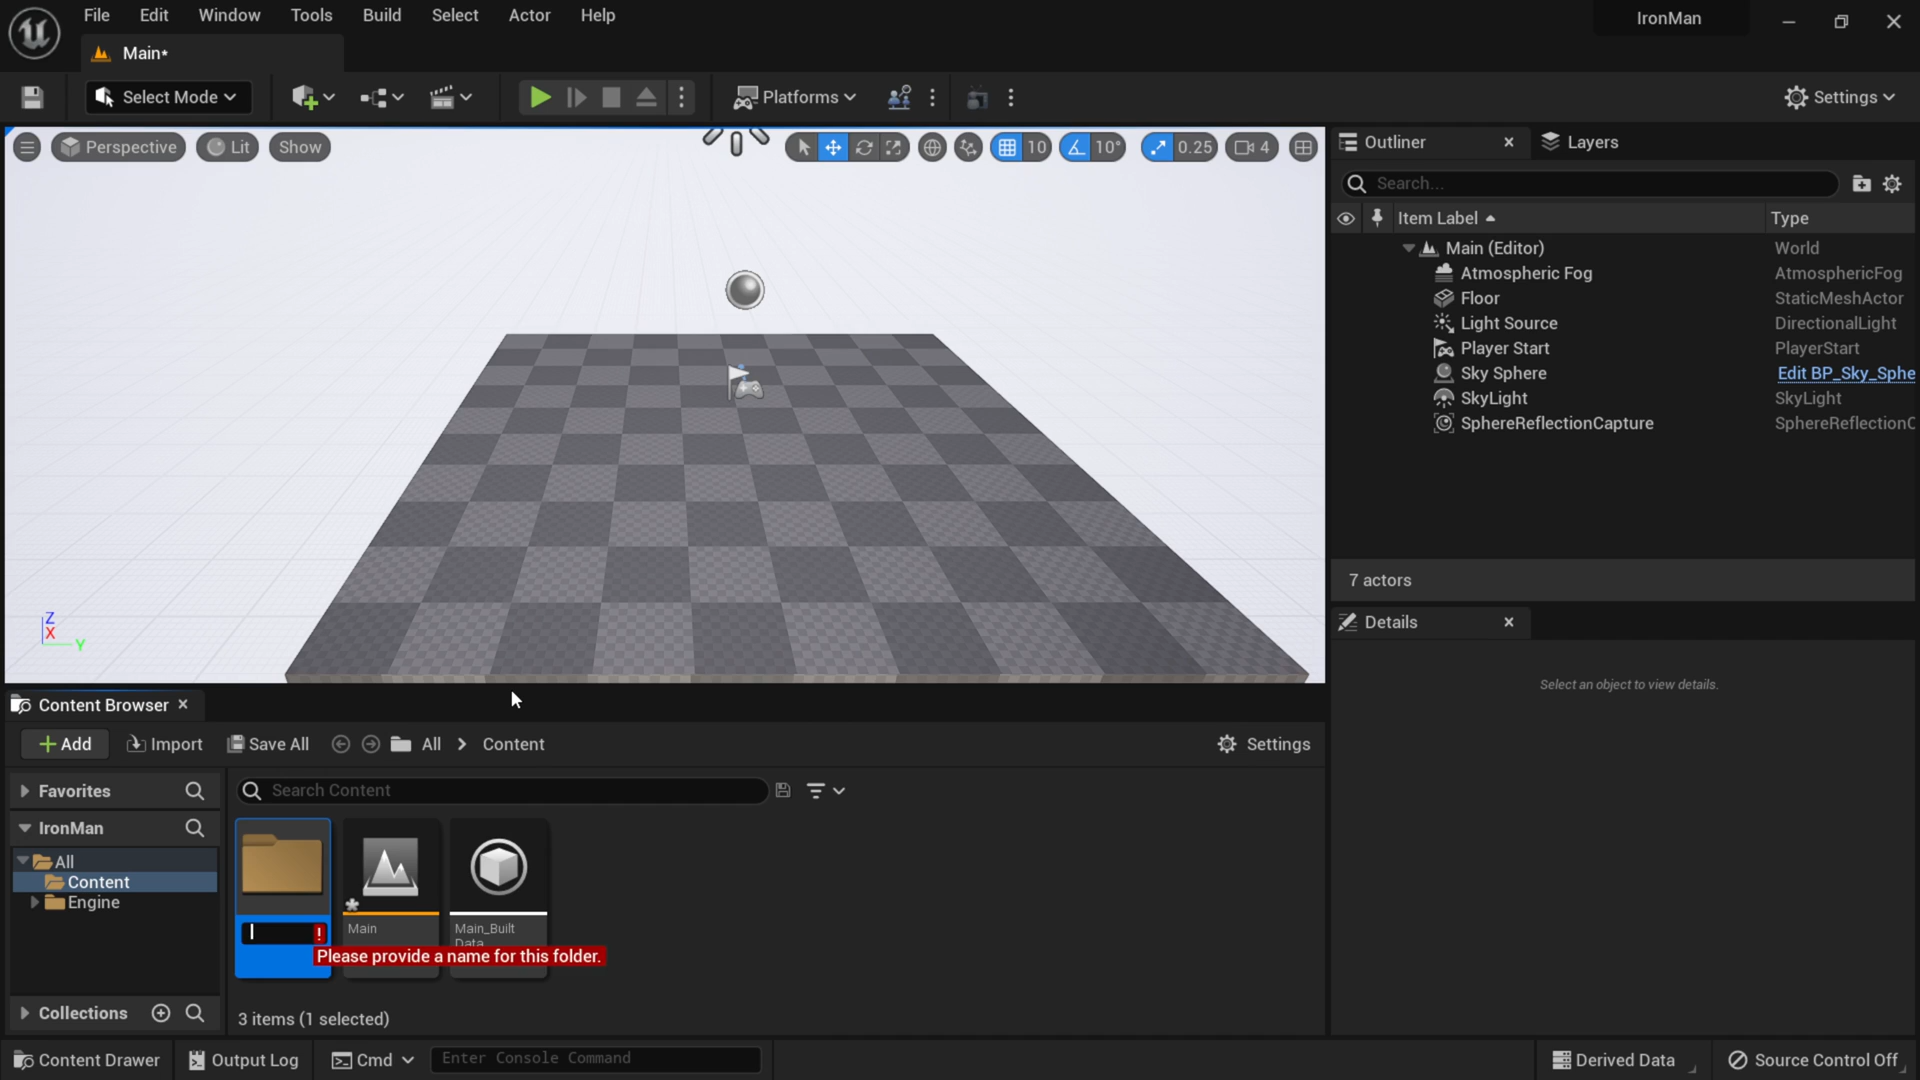 File Edit Window Tools Build Select Actor Help
IronMan
Main•
Select Mode
Platforms
Settings
Perspective
Lit
Show
10
10°
0.25
4
Outliner
Layers
Search...
Item Label
Type
Main (Editor)
World
Atmospheric Fog
AtmosphericFog
Floor
StaticMeshActor
Light Source
DirectionalLight
Player Start
PlayerStart
Sky Sphere
Edit BP_Sky_Sphe
SkyLight
SkyLight
SphereReflectionCapture
SphereReflectionC
7 actors
Z
X
Y
Details
Select an object to view details.
Content Browser
Add
Import
Save All
All
Content
Settings
Favorites
Search Content
IronMan
All
Content
Engine
!
Main
Main_Built
Data
Please provide a name for this folder.
Collections
3 items (1 selected)
Content Drawer
Output Log
Cmd
Enter Console Command
Derived Data
Source Control Off